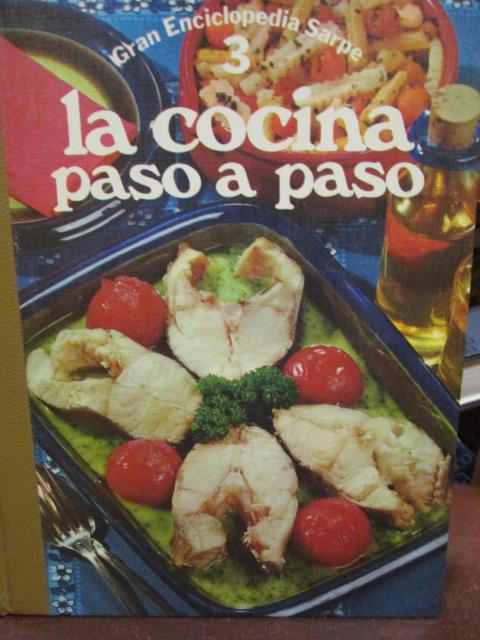 Gran Enciclopedia Sarpe
3
la cocina
paso a paso